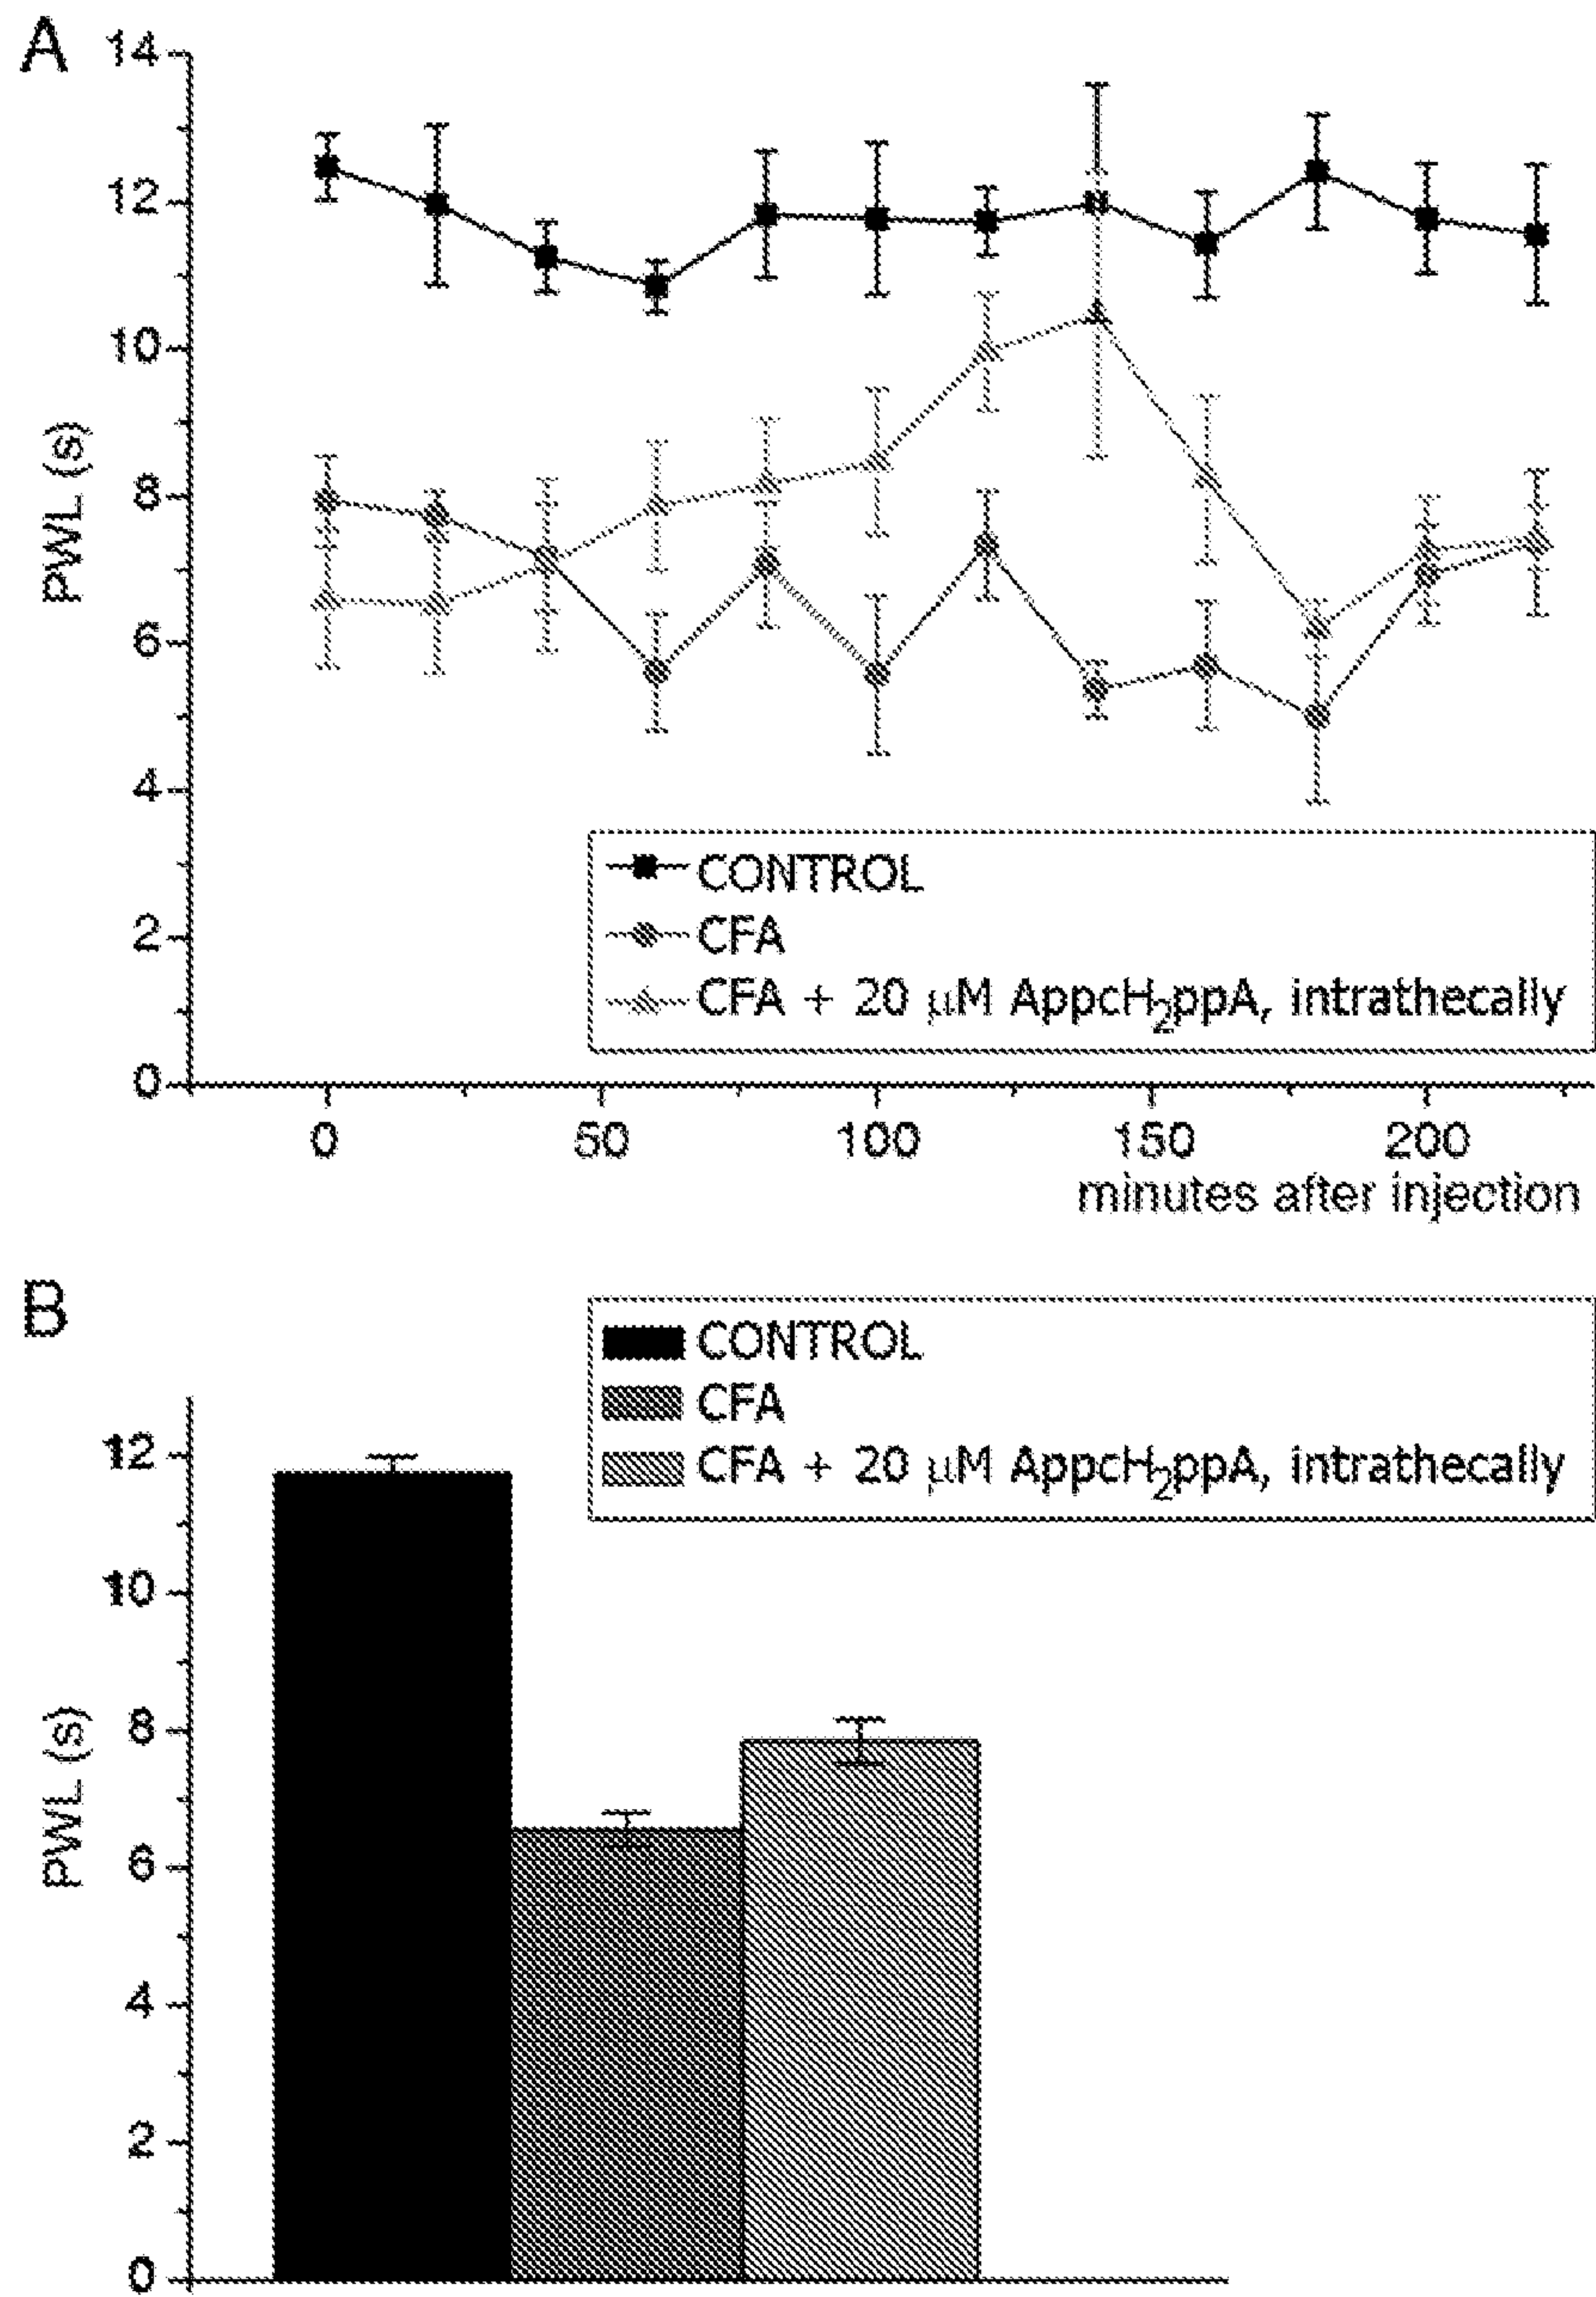 A
14
12
10
8
6
4
2
0
PWL (s)
CONTROL
CFA
CFA + 20 μM AppcH₂ppA, intrathecally
0 50 100 150 200
minutes after injection
B
CONTROL
CFA
CFA + 20 μM AppcH₂ppA, intrathecally
12
10
8
6
4
2
0
PWL (s)